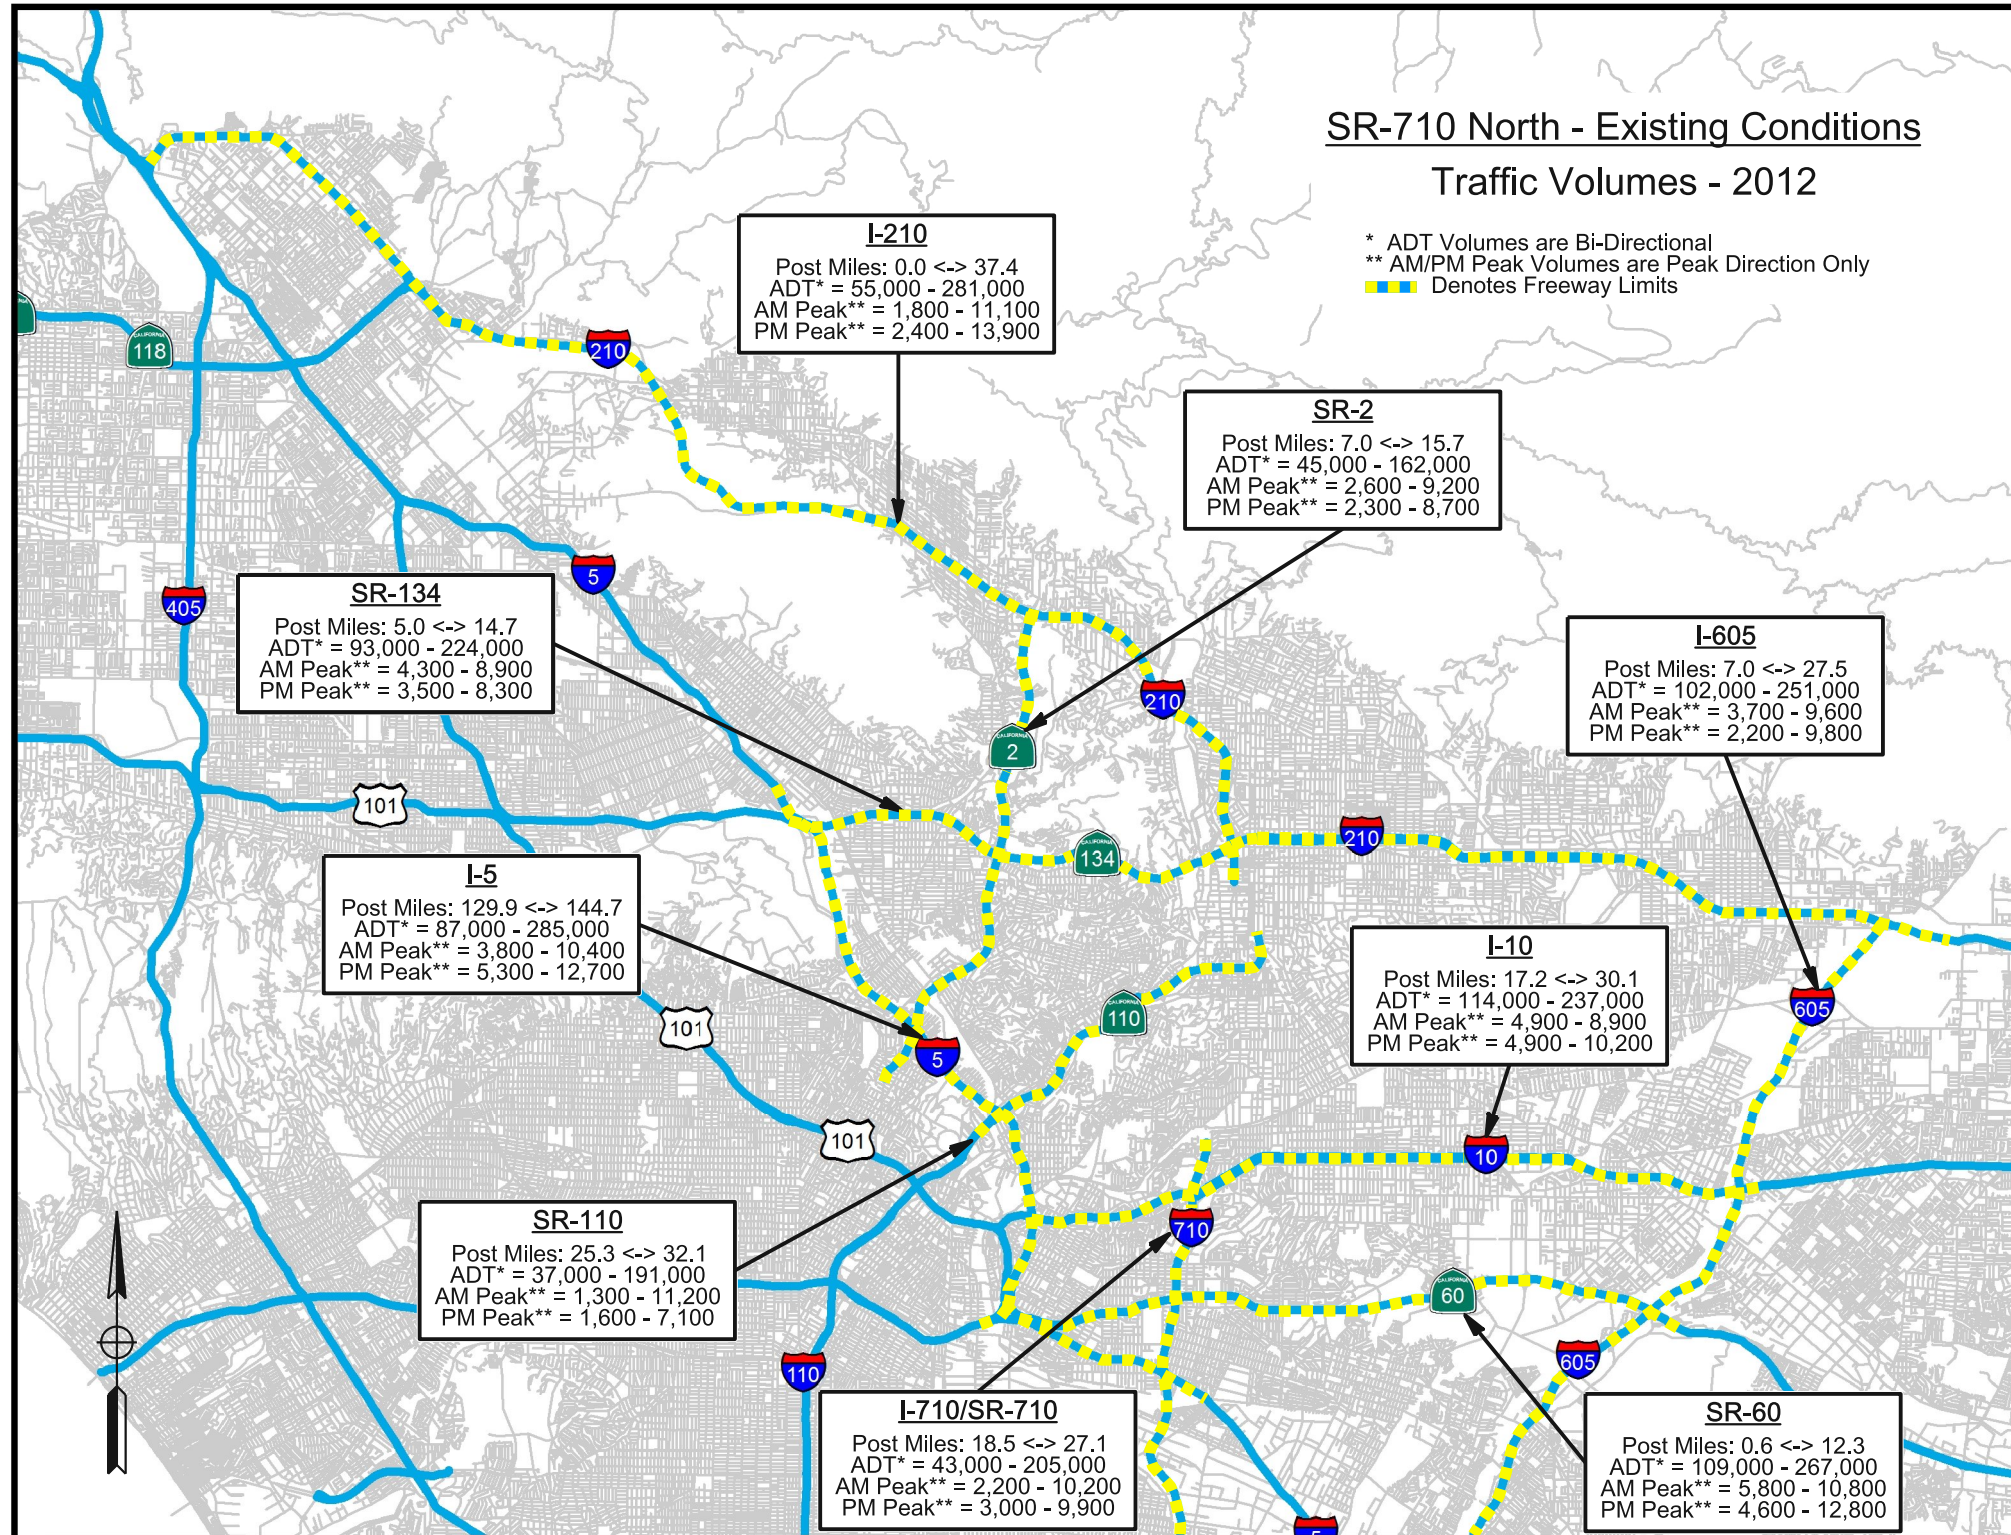 SR-710 North - Existing Conditions
Traffic Volumes - 2012
* ADT Volumes are Bi-Directional
** AM/PM Peak Volumes are Peak Direction Only
Denotes Freeway Limits
I-210
Post Miles: 0.0 <-> 37.4
ADT* = 55,000 - 281,000
AM Peak** = 1,800 - 11,100
PM Peak** = 2,400 - 13,900
CALIFORNIA
118
210
SR-2
Post Miles: 7.0 <-> 15.7
ADT* = 45,000 - 162,000
AM Peak** = 2,600 - 9,200
PM Peak** = 2,300 - 8,700
5
405
SR-134
Post Miles: 5.0 <-> 14.7
ADT* = 93,000 - 224,000
AM Peak** = 4,300 - 8,900
PM Peak** = 3,500 - 8,300
I-605
Post Miles: 7.0 <-> 27.5
ADT* = 102,000 - 251,000
AM Peak** = 3,700 - 9,600
PM Peak** = 2,200 - 9,800
210
CALIFORNIA
2
101
210
CALIFORNIA
134
I-5
Post Miles: 129.9 <-> 144.7
ADT* = 87,000 - 285,000
AM Peak** = 3,800 - 10,400
PM Peak** = 5,300 - 12,700
I-10
Post Miles: 17.2 <-> 30.1
ADT* = 114,000 - 237,000
AM Peak** = 4,900 - 8,900
PM Peak** = 4,900 - 10,200
605
CALIFORNIA
110
101
5
101
10
SR-110
Post Miles: 25.3 <-> 32.1
ADT* = 37,000 - 191,000
AM Peak** = 1,300 - 11,200
PM Peak** = 1,600 - 7,100
710
CALIFORNIA
60
605
110
I-710/SR-710
Post Miles: 18.5 <-> 27.1
ADT* = 43,000 - 205,000
AM Peak** = 2,200 - 10,200
PM Peak** = 3,000 - 9,900
SR-60
Post Miles: 0.6 <-> 12.3
ADT* = 109,000 - 267,000
AM Peak** = 5,800 - 10,800
PM Peak** = 4,600 - 12,800
5